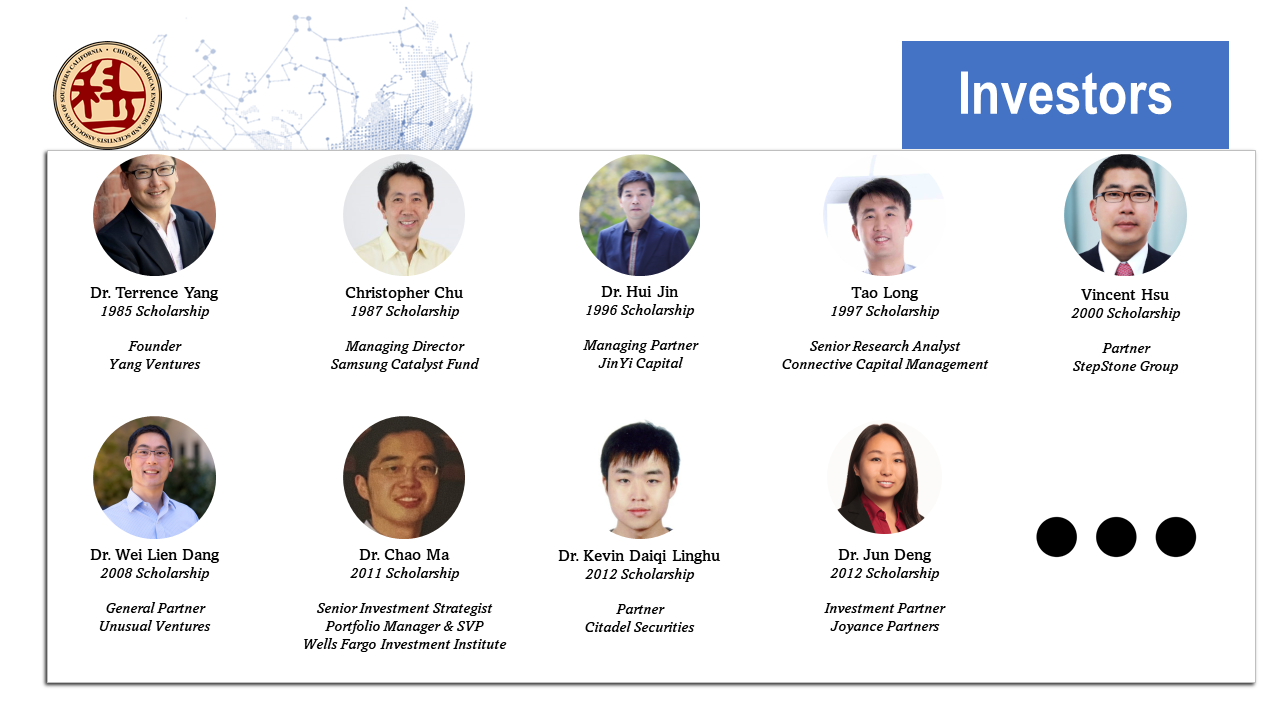 CHINESE-AMERICAN ENGINEERS AND SCIENTISTS ASSOCIATION OF SOUTHERN CALIFORNIA •
科
Investors
Dr. Terrence Yang
1985 Scholarship
Founder
Yang Ventures
Christopher Chu
1987 Scholarship
Managing Director
Samsung Catalyst Fund
Dr. Hui Jin
1996 Scholarship
Managing Partner
JinYi Capital
Tao Long
1997 Scholarship
Senior Research Analyst
Connective Capital Management
Vincent Hsu
2000 Scholarship
Partner
StepStone Group
Dr. Wei Lien Dang
2008 Scholarship
General Partner
Unusual Ventures
Dr. Chao Ma
2011 Scholarship
Senior Investment Strategist
Portfolio Manager & SVP
Wells Fargo Investment Institute
Dr. Kevin Daiqi Linghu
2012 Scholarship
Partner
Citadel Securities
Dr. Jun Deng
2012 Scholarship
Investment Partner
Joyance Partners